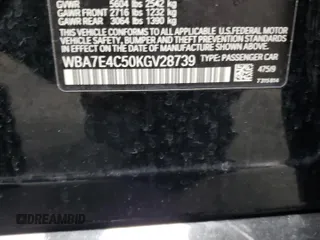 GVWR 5604 lbs 2542 kg
GAWR FRONT 2716 lbs 1232 kg
GAWR REAR 3064 lbs 1390 kg
THIS VEHICLE CONFORMS TO ALL APPLICABLE
U.S.FEDERAL MOTOR VEHICLE SAFETY, BUMPER,
AND THEFT PREVENTION STANDARDS IN EFFECT ON THE
DATE OF MANUFACTURE SHOWN ABOVE.
WBA7E4C50KGV28739 TYPE: PASSENGER CAR
475/9
7315814
© DREAMBID